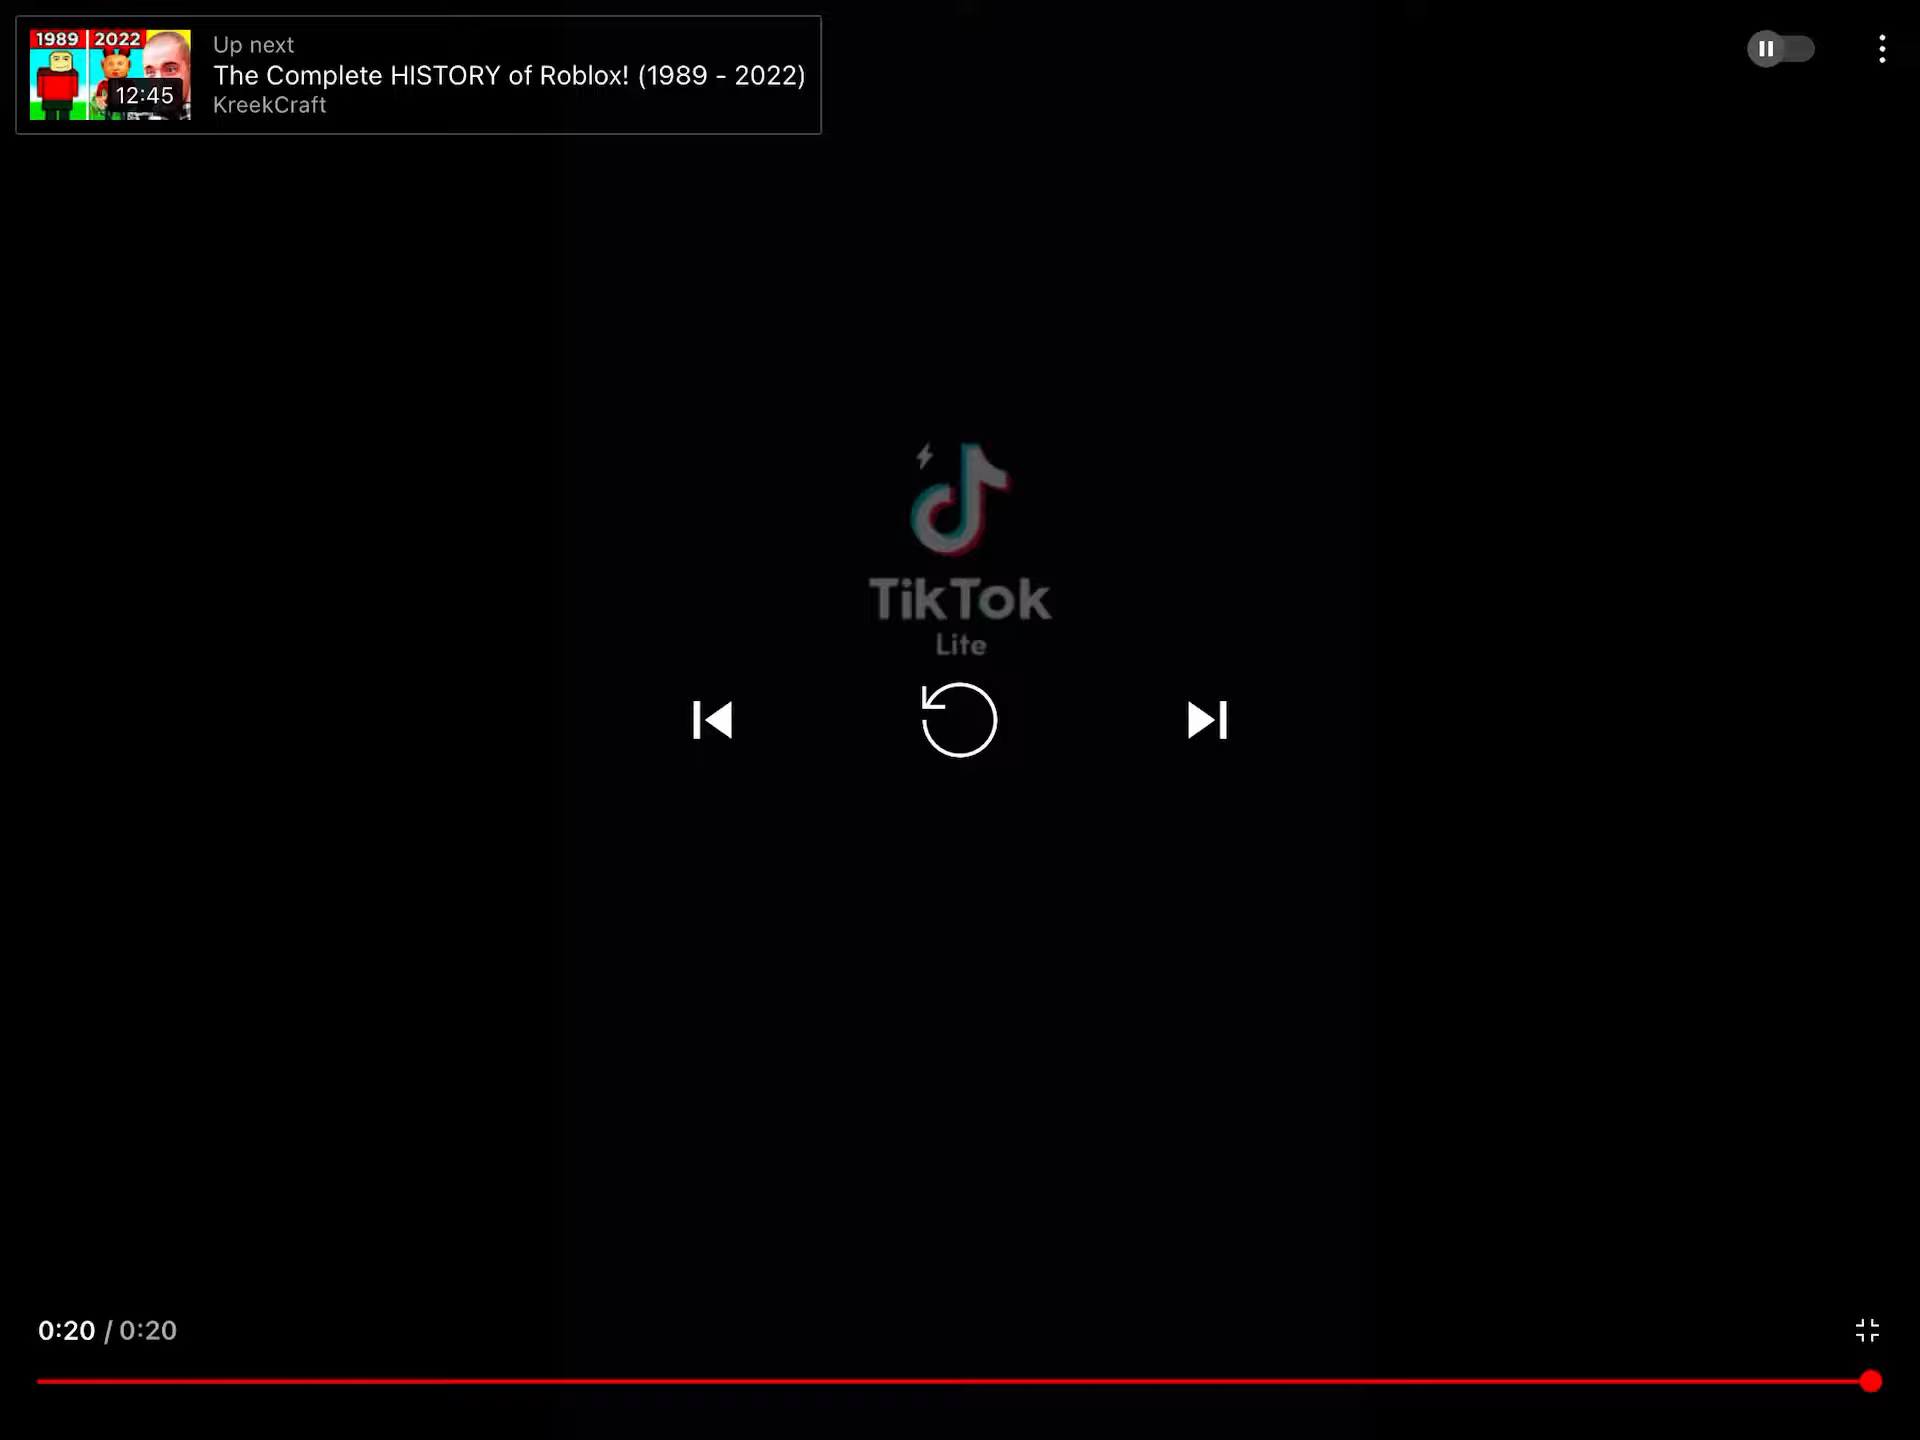 1989 2022
12:45
Up next
The Complete HISTORY of Roblox! (1989 - 2022)
KreekCraft
TikTok
Lite
0:20 / 0:20